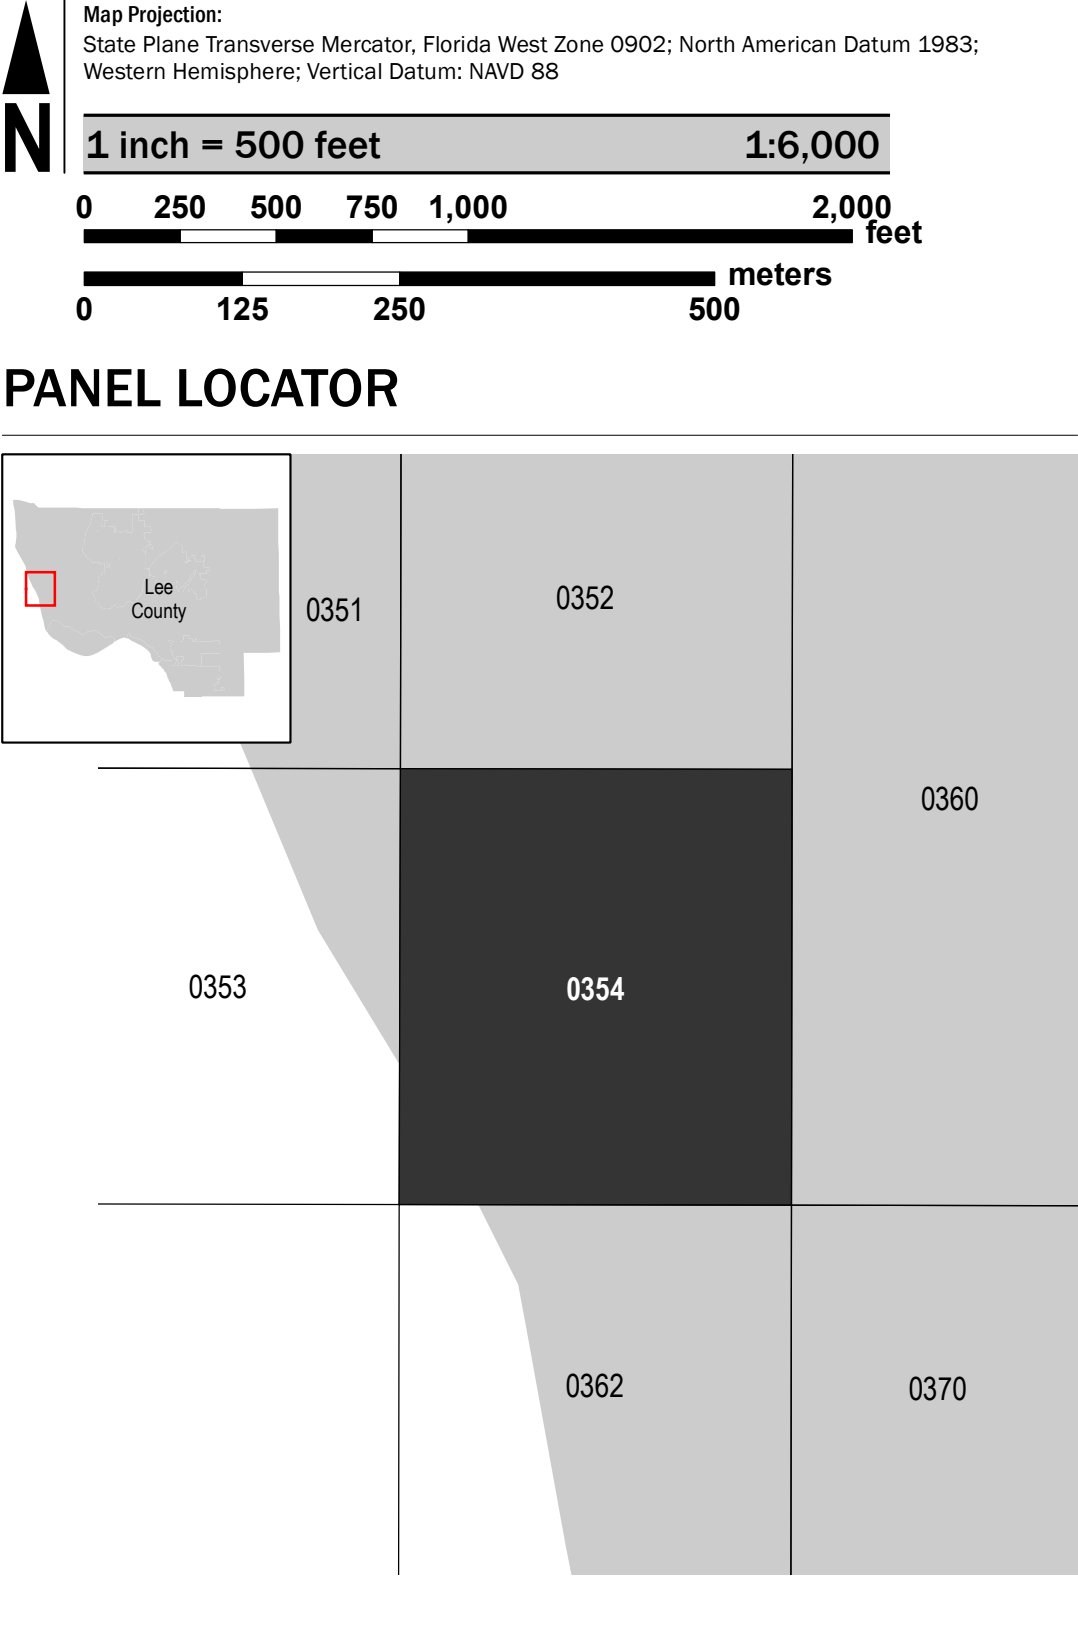 Map Projection:
State Plane Transverse Mercator, Florida West Zone 0902; North American Datum 1983;
Western Hemisphere; Vertical Datum: NAVD 88
N
1 inch = 500 feet 1:6,000
0 250 500 750 1,000 2,000
feet
meters
0 125 250 500
PANEL LOCATOR
Lee
County
0351
0352
0360
0353
0354
0362
0370